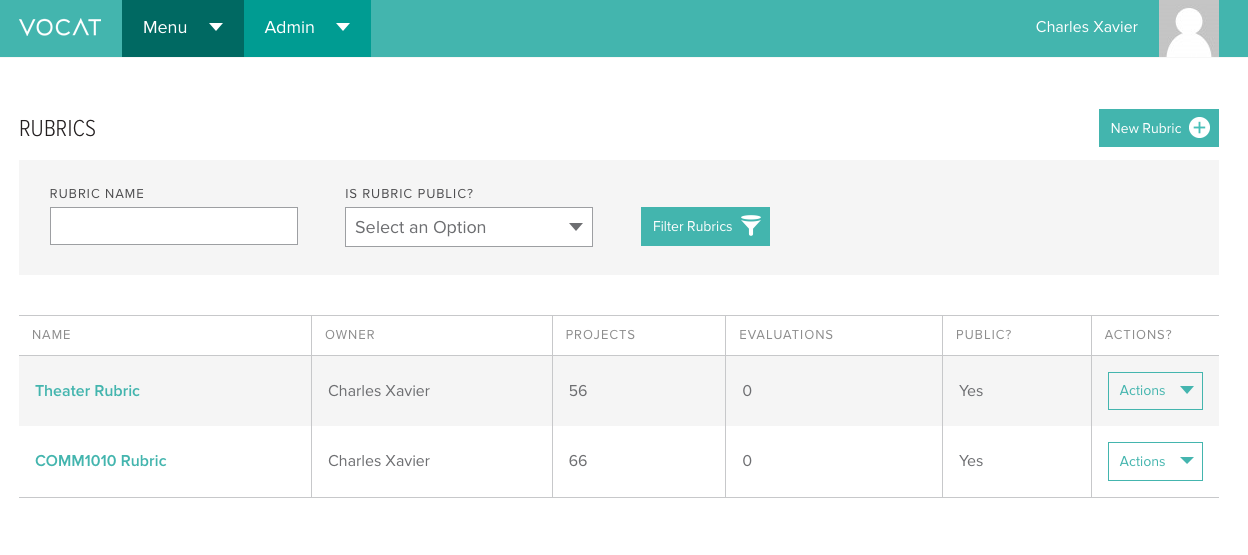 VOCAT Menu Admin Charles Xavier
RUBRICS
New Rubric
RUBRIC NAME IS RUBRIC PUBLIC?
Select an Option Filter Rubrics
NAME OWNER PROJECTS EVALUATIONS PUBLIC? ACTIONS?
Theater Rubric Charles Xavier 56 0 Yes Actions
COMM1010 Rubric Charles Xavier 66 0 Yes Actions